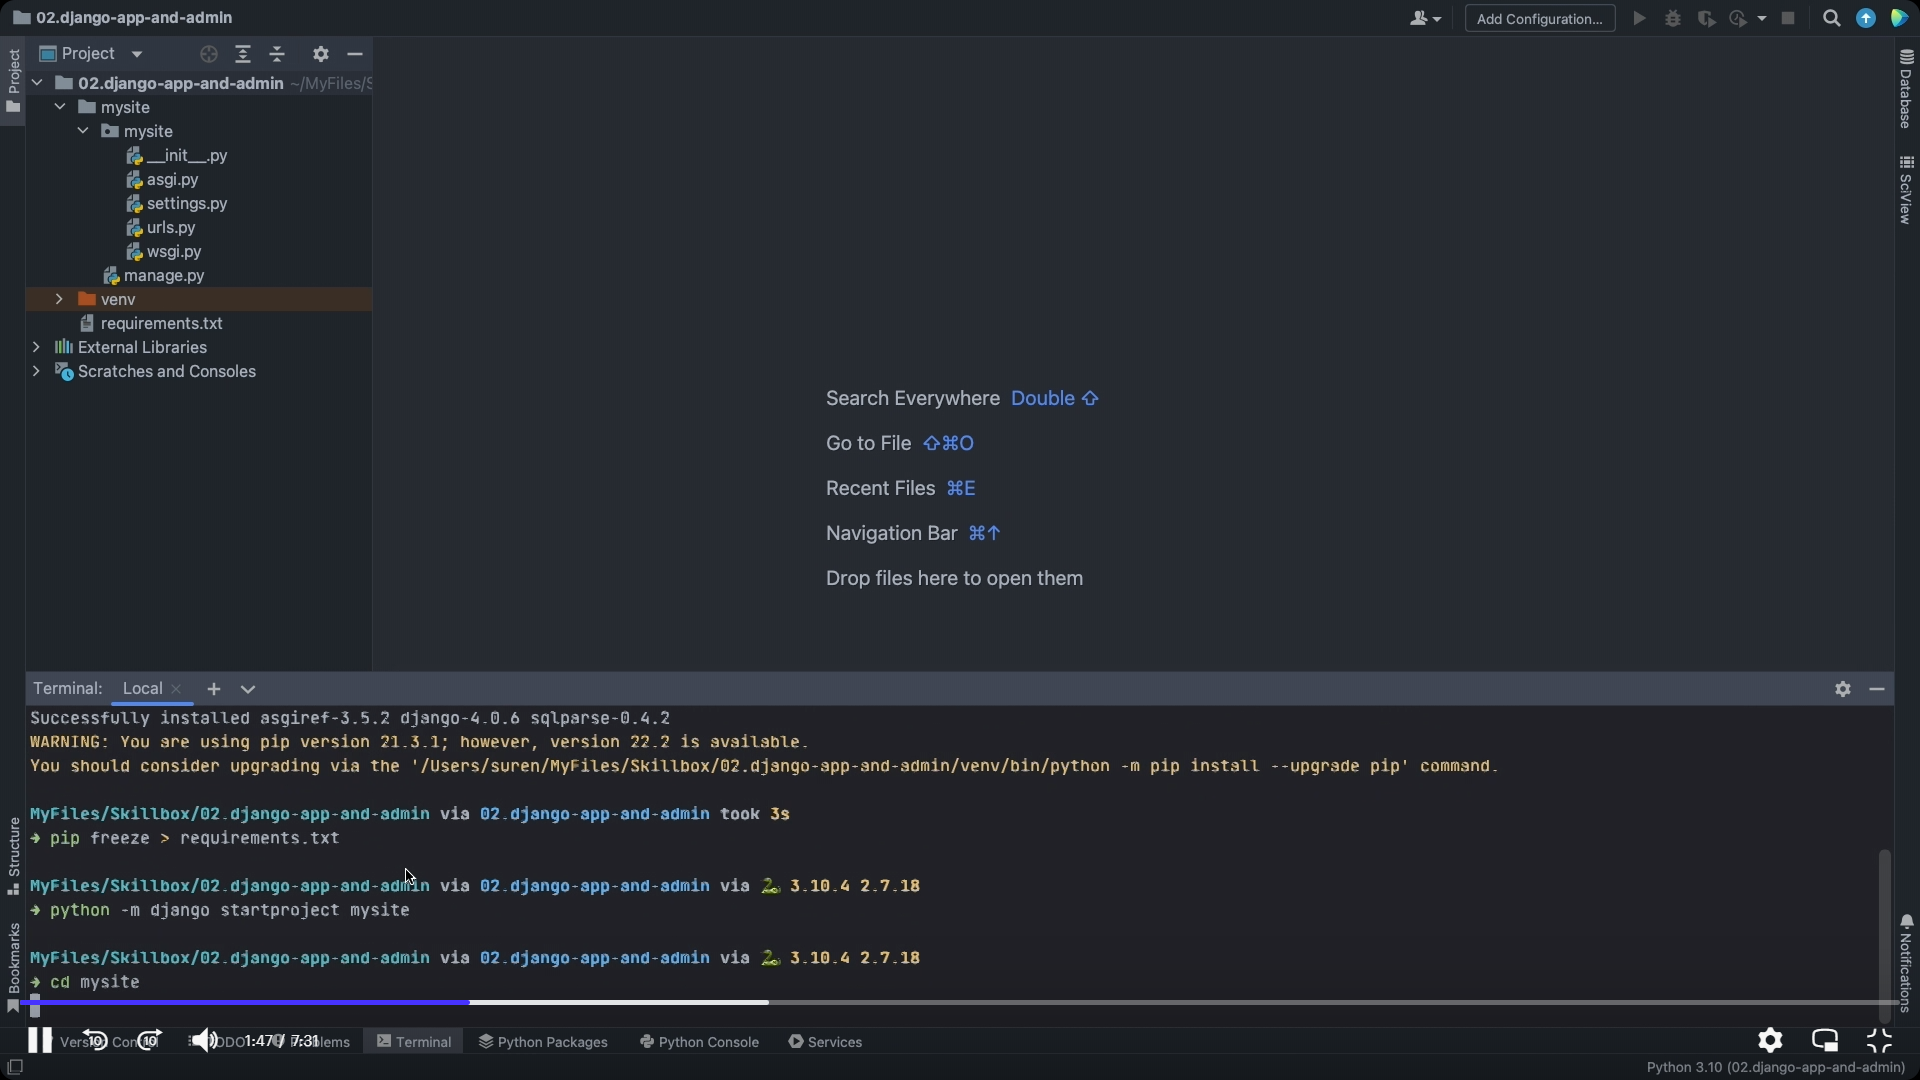 02.django-app-and-admin
Add Configuration...
Project
Project
02.django-app-and-admin ~/MyFiles/S
mysite
mysite
__init__.py
asgi.py
settings.py
urls.py
wsgi.py
manage.py
venv
requirements.txt
External Libraries
Scratches and Consoles
Database
SciView
Search Everywhere Double ⇧
Go to File ⇧⌘O
Recent Files ⌘E
Navigation Bar ⌘↑
Drop files here to open them
Terminal: Local
Successfully installed asgiref-3.5.2 django-4.0.6 sqlparse-0.4.2
WARNING: You are using pip version 21.3.1; however, version 22.2 is available.
You should consider upgrading via the '/Users/suren/MyFiles/Skillbox/02.django-app-and-admin/venv/bin/python -m pip install --upgrade pip' command.
MyFiles/Skillbox/02.django-app-and-admin via 02.django-app-and-admin took 3s
➜ pip freeze > requirements.txt
MyFiles/Skillbox/02.django-app-and-admin via 02.django-app-and-admin via 🐍 3.10.4 2.7.18
➜ python -m django startproject mysite
MyFiles/Skillbox/02.django-app-and-admin via 02.django-app-and-admin via 🐍 3.10.4 2.7.18
➜ cd mysite
Structure
Bookmarks
Notifications
10 10 1:47 / 7:31 Terminal Python Packages Python Console Services
Python 3.10 (02.django-app-and-admin)